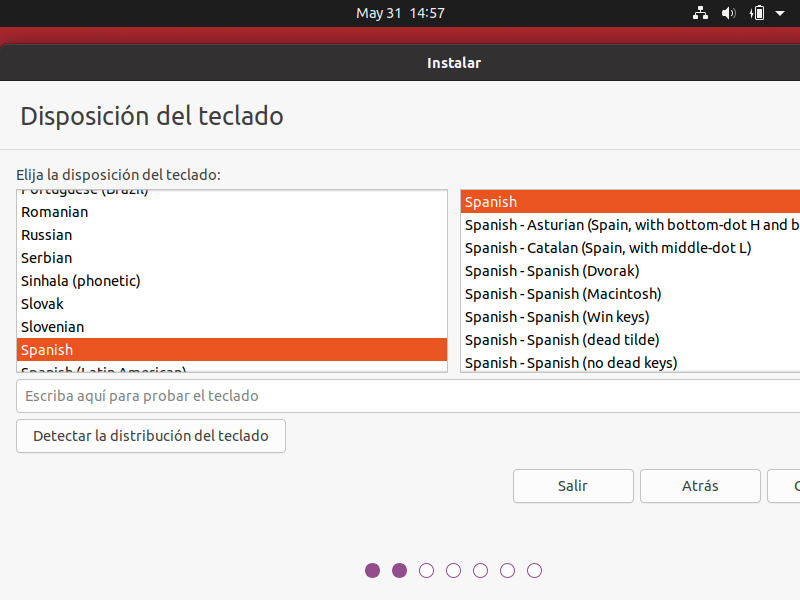 May 31 14:57
Instalar
Disposición del teclado
Elija la disposición del teclado:
Portuguese (Brazil)
Romanian
Russian
Serbian
Sinhala (phonetic)
Slovak
Slovenian
Spanish
Spanish (Latin American)
Spanish
Spanish - Asturian (Spain, with bottom-dot H and b
Spanish - Catalan (Spain, with middle-dot L)
Spanish - Spanish (Dvorak)
Spanish - Spanish (Macintosh)
Spanish - Spanish (Win keys)
Spanish - Spanish (dead tilde)
Spanish - Spanish (no dead keys)
Escriba aquí para probar el teclado
Detectar la distribución del teclado
Salir
Atrás